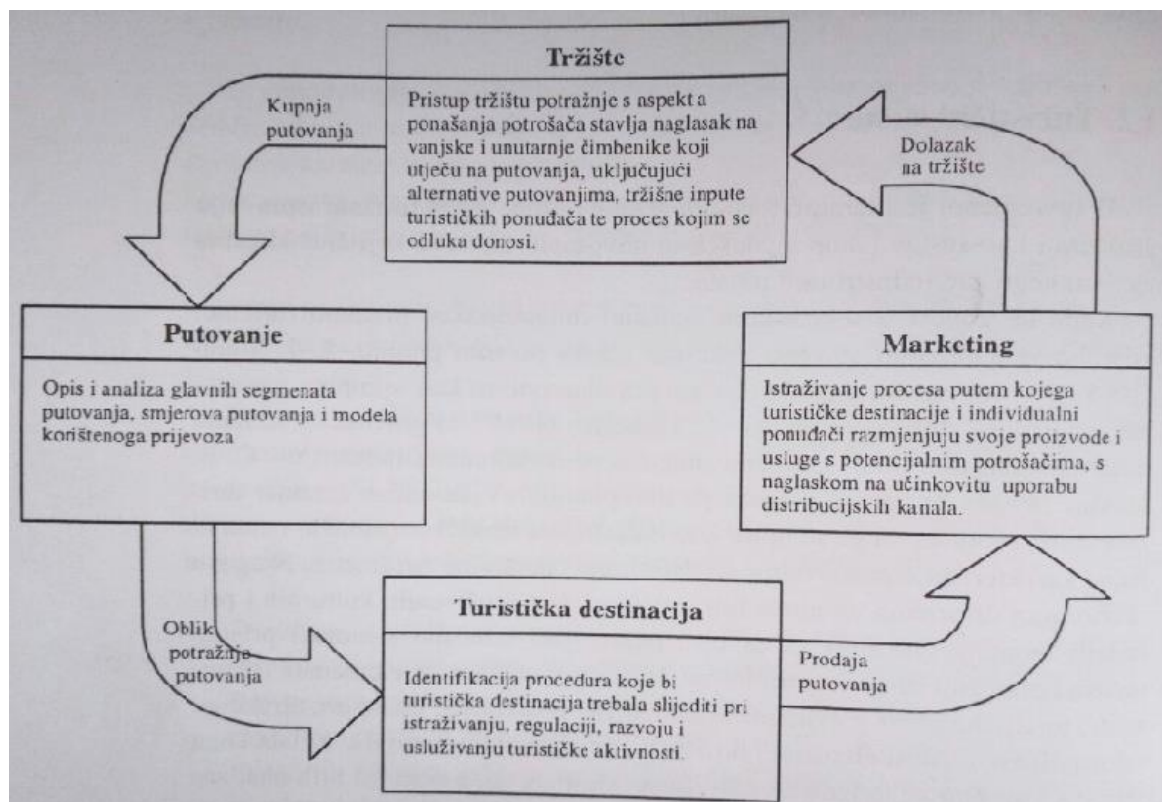 Tržište
Kupnja
putovanja
Pristup tržištu potražnje s aspekta
ponašanja potrošača stavlja naglasak na
vanjske i unutarnje čimbenike koji
utječu na putovanja, uključujući
alternative putovanjima, tržišne inpute
turističkih ponuđača te proces kojim se
odluka donosi.
Dolazak
na tržište
Putovanje
Opis i analiza glavnih segmenata
putovanja, smjerova putovanja i modela
korištenoga prijevoza
Marketing
Istraživanje procesa putem kojega
turističke destinacije i individualni
ponuđači razmjenjuju svoje proizvode i
usluge s potencijalnim potrošačima, s
naglaskom na učinkovitu uporabu
distribucijskih kanala.
Oblik
potražnje
putovanja
Turistička destinacija
Identifikacija procedura koje bi
turistička destinacija trebala slijediti pri
istraživanju, regulaciji, razvoju i
usluživanju turističke aktivnosti.
Prodaja
putovanja